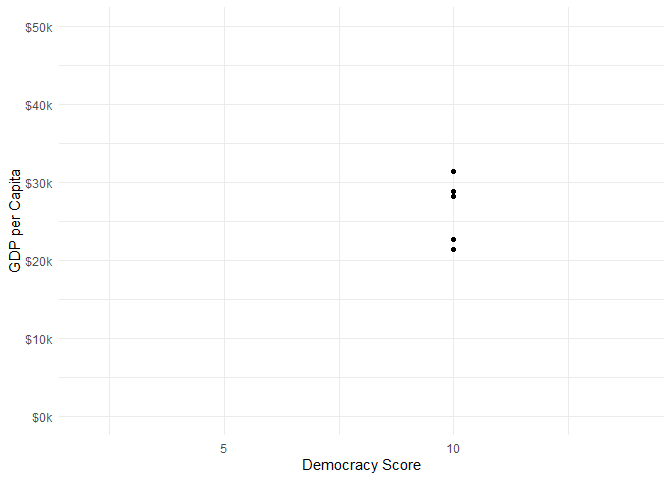 $50k
$40k
$30k
$20k
$10k
$0k
GDP per Capita
5 10
Democracy Score